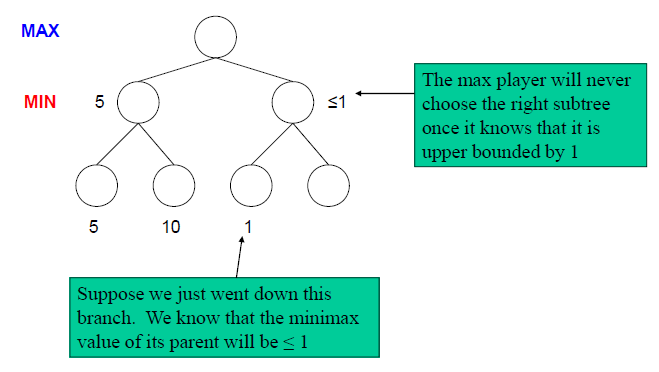 MAX
MIN
5
≤1
The max player will never
choose the right subtree
once it knows that it is
upper bounded by 1
5
10
1
Suppose we just went down this
branch.  We know that the minimax
value of its parent will be ≤ 1